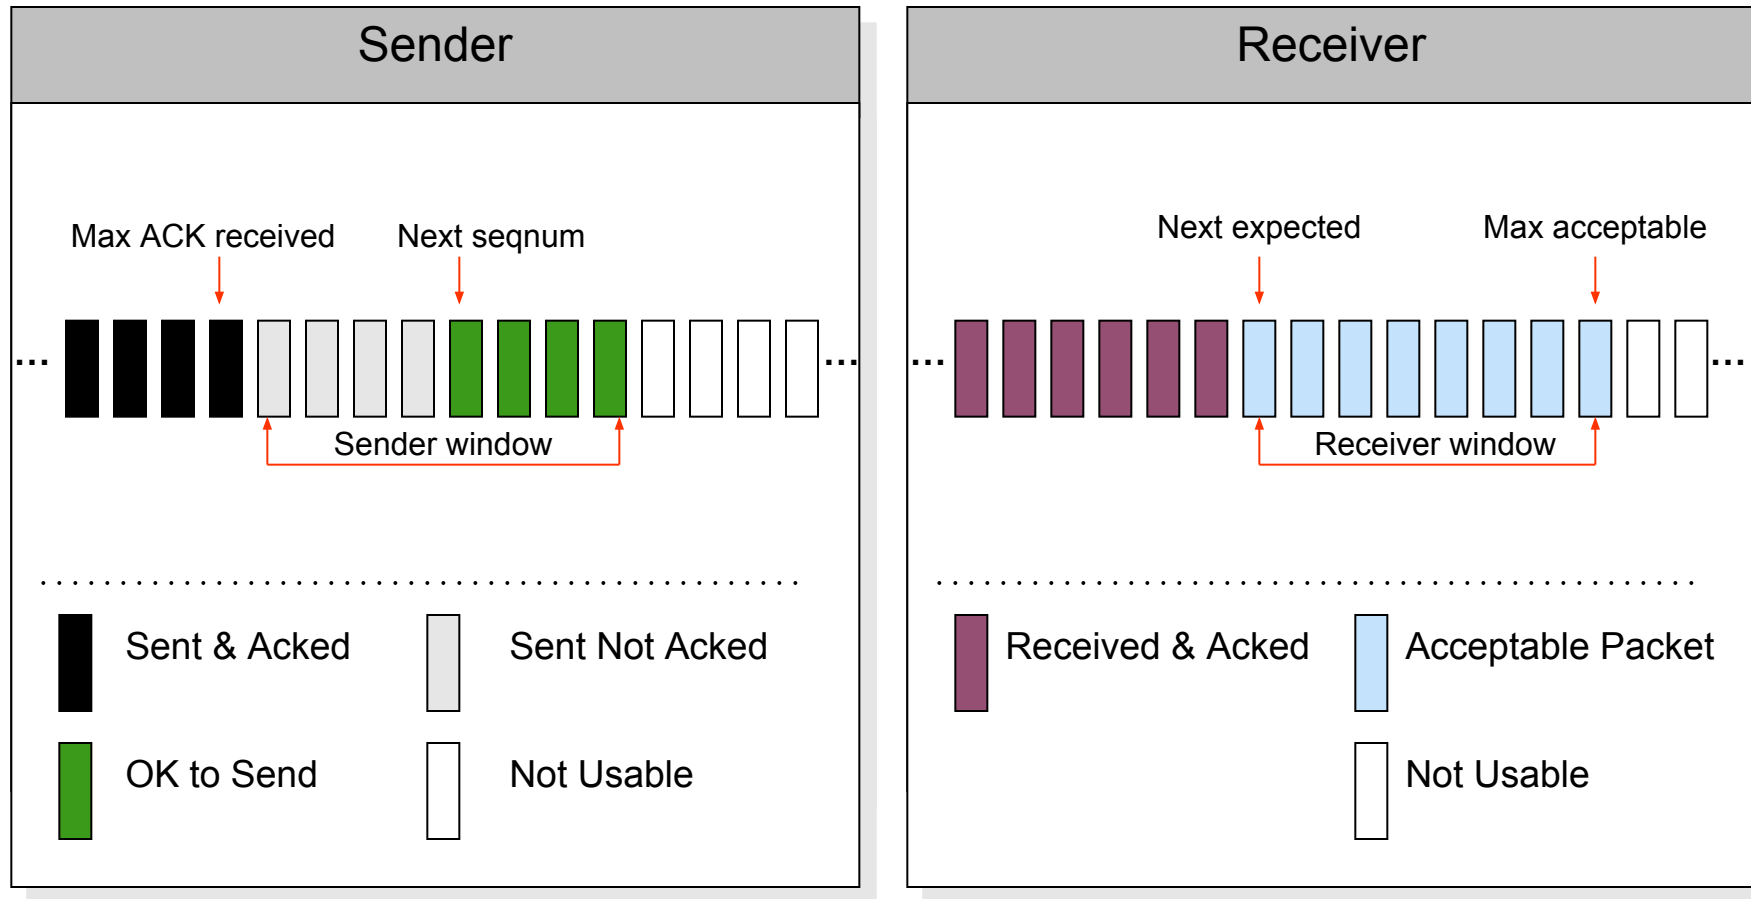 Sender
Max ACK received
Next seqnum
...
...
Sender window
Sent & Acked
Sent Not Acked
OK to Send
Not Usable
Receiver
Next expected
Max acceptable
...
...
Receiver window
Received & Acked
Acceptable Packet
Not Usable